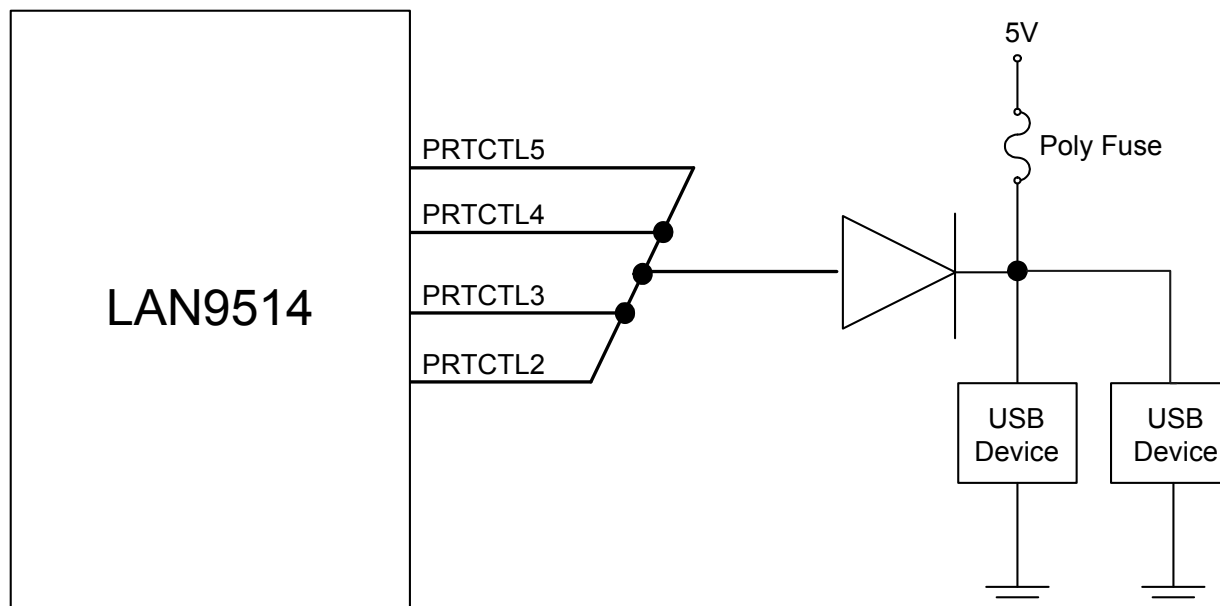 5V
Poly Fuse
PRTCTL5
PRTCTL4
PRTCTL3
PRTCTL2
LAN9514
USB
Device
USB
Device